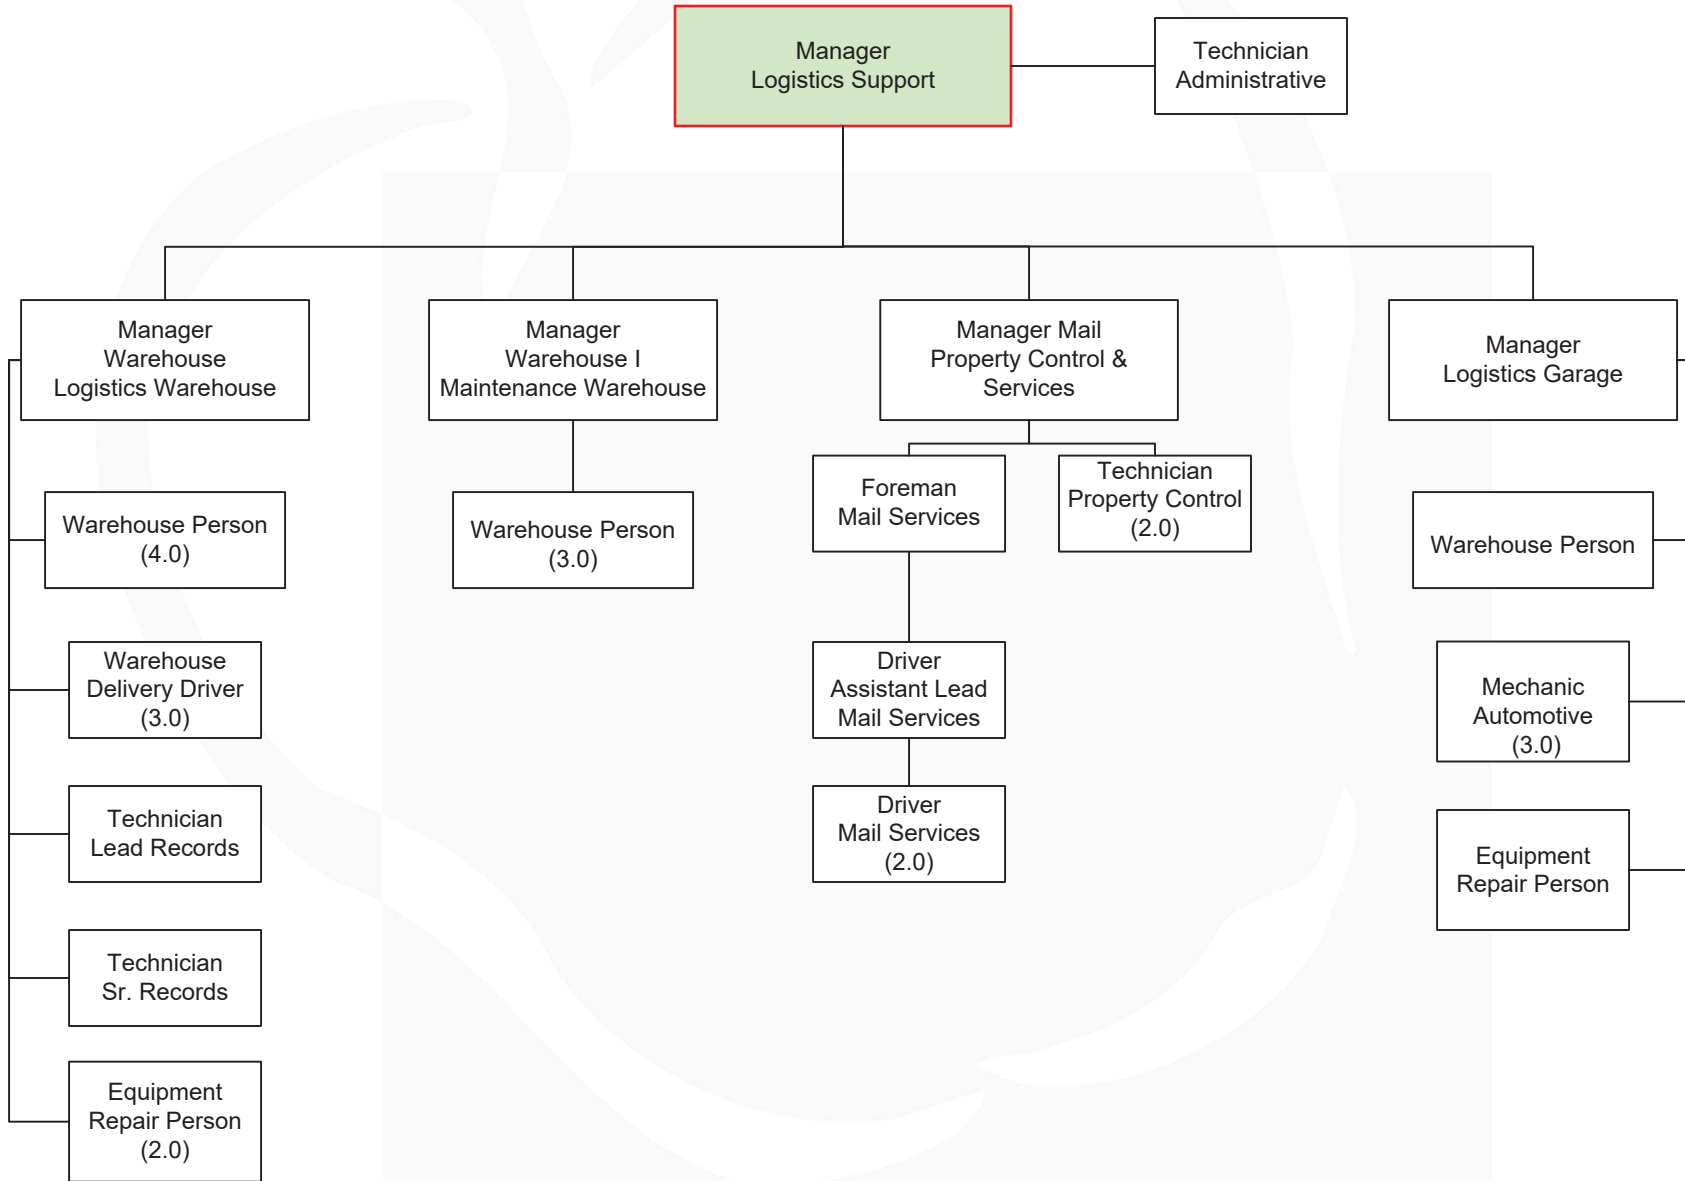 Manager
Logistics Support
Technician
Administrative
Manager
Warehouse
Logistics Warehouse
Manager
Warehouse I
Maintenance Warehouse
Manager Mail
Property Control &
Services
Manager
Logistics Garage
Warehouse Person
(4.0)
Warehouse
Delivery Driver
(3.0)
Technician
Lead Records
Technician
Sr. Records
Equipment
Repair Person
(2.0)
Warehouse Person
(3.0)
Foreman
Mail Services
Technician
Property Control
(2.0)
Driver
Assistant Lead
Mail Services
Driver
Mail Services
(2.0)
Warehouse Person
Mechanic
Automotive
(3.0)
Equipment
Repair Person